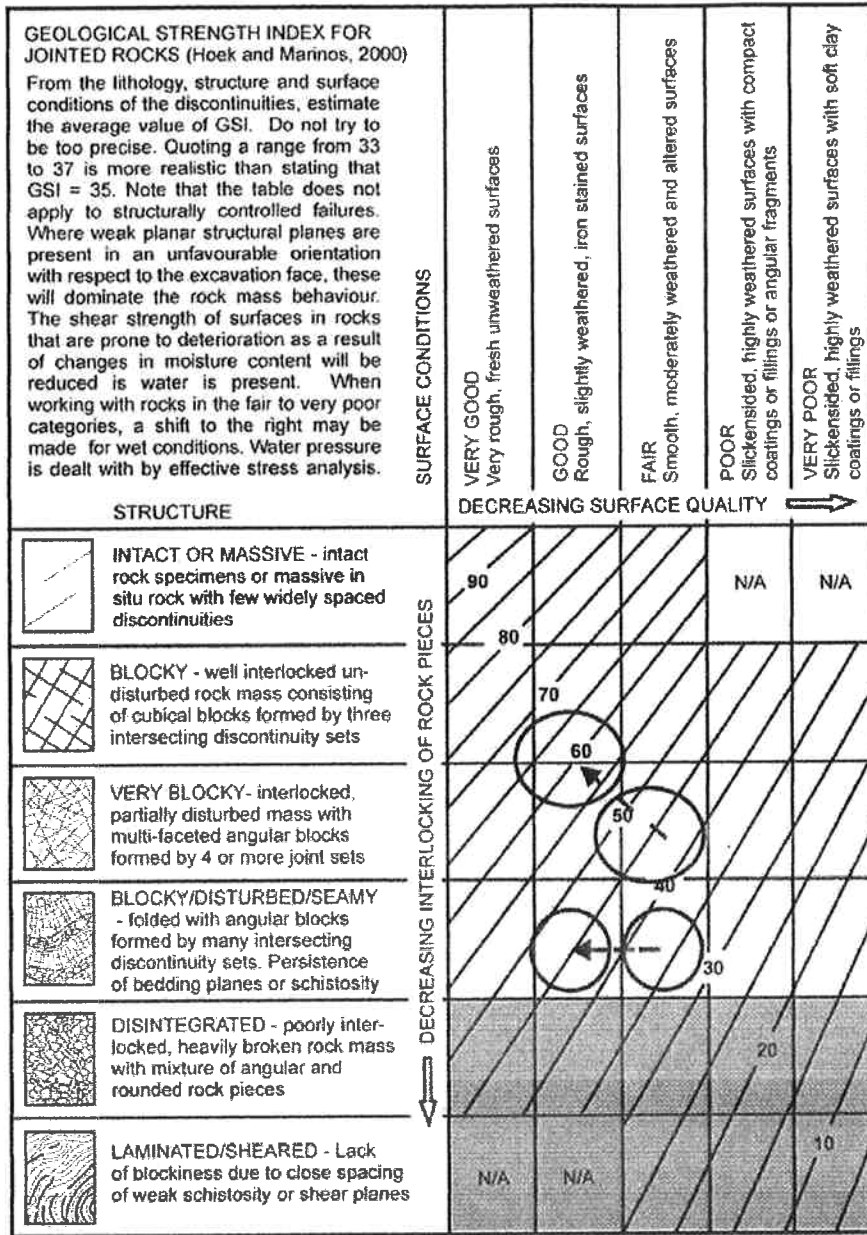 GEOLOGICAL STRENGTH INDEX FOR
JOINTED ROCKS (Hoek and Marinos, 2000)
From the lithology, structure and surface
conditions of the discontinuities, estimate
the average value of GSI. Do not try to
be too precise. Quoting a range from 33
to 37 is more realistic than stating that
GSI = 35. Note that the table does not
apply to structurally controlled failures.
Where weak planar structural planes are
present in an unfavourable orientation
with respect to the excavation face, these
will dominate the rock mass behaviour.
The shear strength of surfaces in rocks
that are prone to deterioration as a result
of changes in moisture content will be
reduced is water is present. When
working with rocks in the fair to very poor
categories, a shift to the right may be
made for wet conditions. Water pressure
is dealt with by effective stress analysis.
SURFACE CONDITIONS
VERY GOOD
Very rough, fresh unweathered surfaces
GOOD
Rough, slightly weathered, iron stained surfaces
FAIR
Smooth, moderately weathered and altered surfaces
POOR
Slickensided, highly weathered surfaces with compact
coatings or fillings or angular fragments
VERY POOR
Slickensided, highly weathered surfaces with soft clay
coatings or fillings
STRUCTURE
DECREASING SURFACE QUALITY
DECREASING INTERLOCKING OF ROCK PIECES
INTACT OR MASSIVE - intact
rock specimens or massive in
situ rock with few widely spaced
discontinuities
90
N/A
N/A
80
BLOCKY - well interlocked un-
disturbed rock mass consisting
of cubical blocks formed by three
intersecting discontinuity sets
70
60
VERY BLOCKY- interlocked,
partially disturbed mass with
multi-faceted angular blocks
formed by 4 or more joint sets
50
BLOCKY/DISTURBED/SEAMY
- folded with angular blocks
formed by many intersecting
discontinuity sets. Persistence
of bedding planes or schistosity
40
30
DISINTEGRATED - poorly inter-
locked, heavily broken rock mass
with mixture of angular and
rounded rock pieces
20
LAMINATED/SHEARED - Lack
of blockiness due to close spacing
of weak schistosity or shear planes
N/A
N/A
10